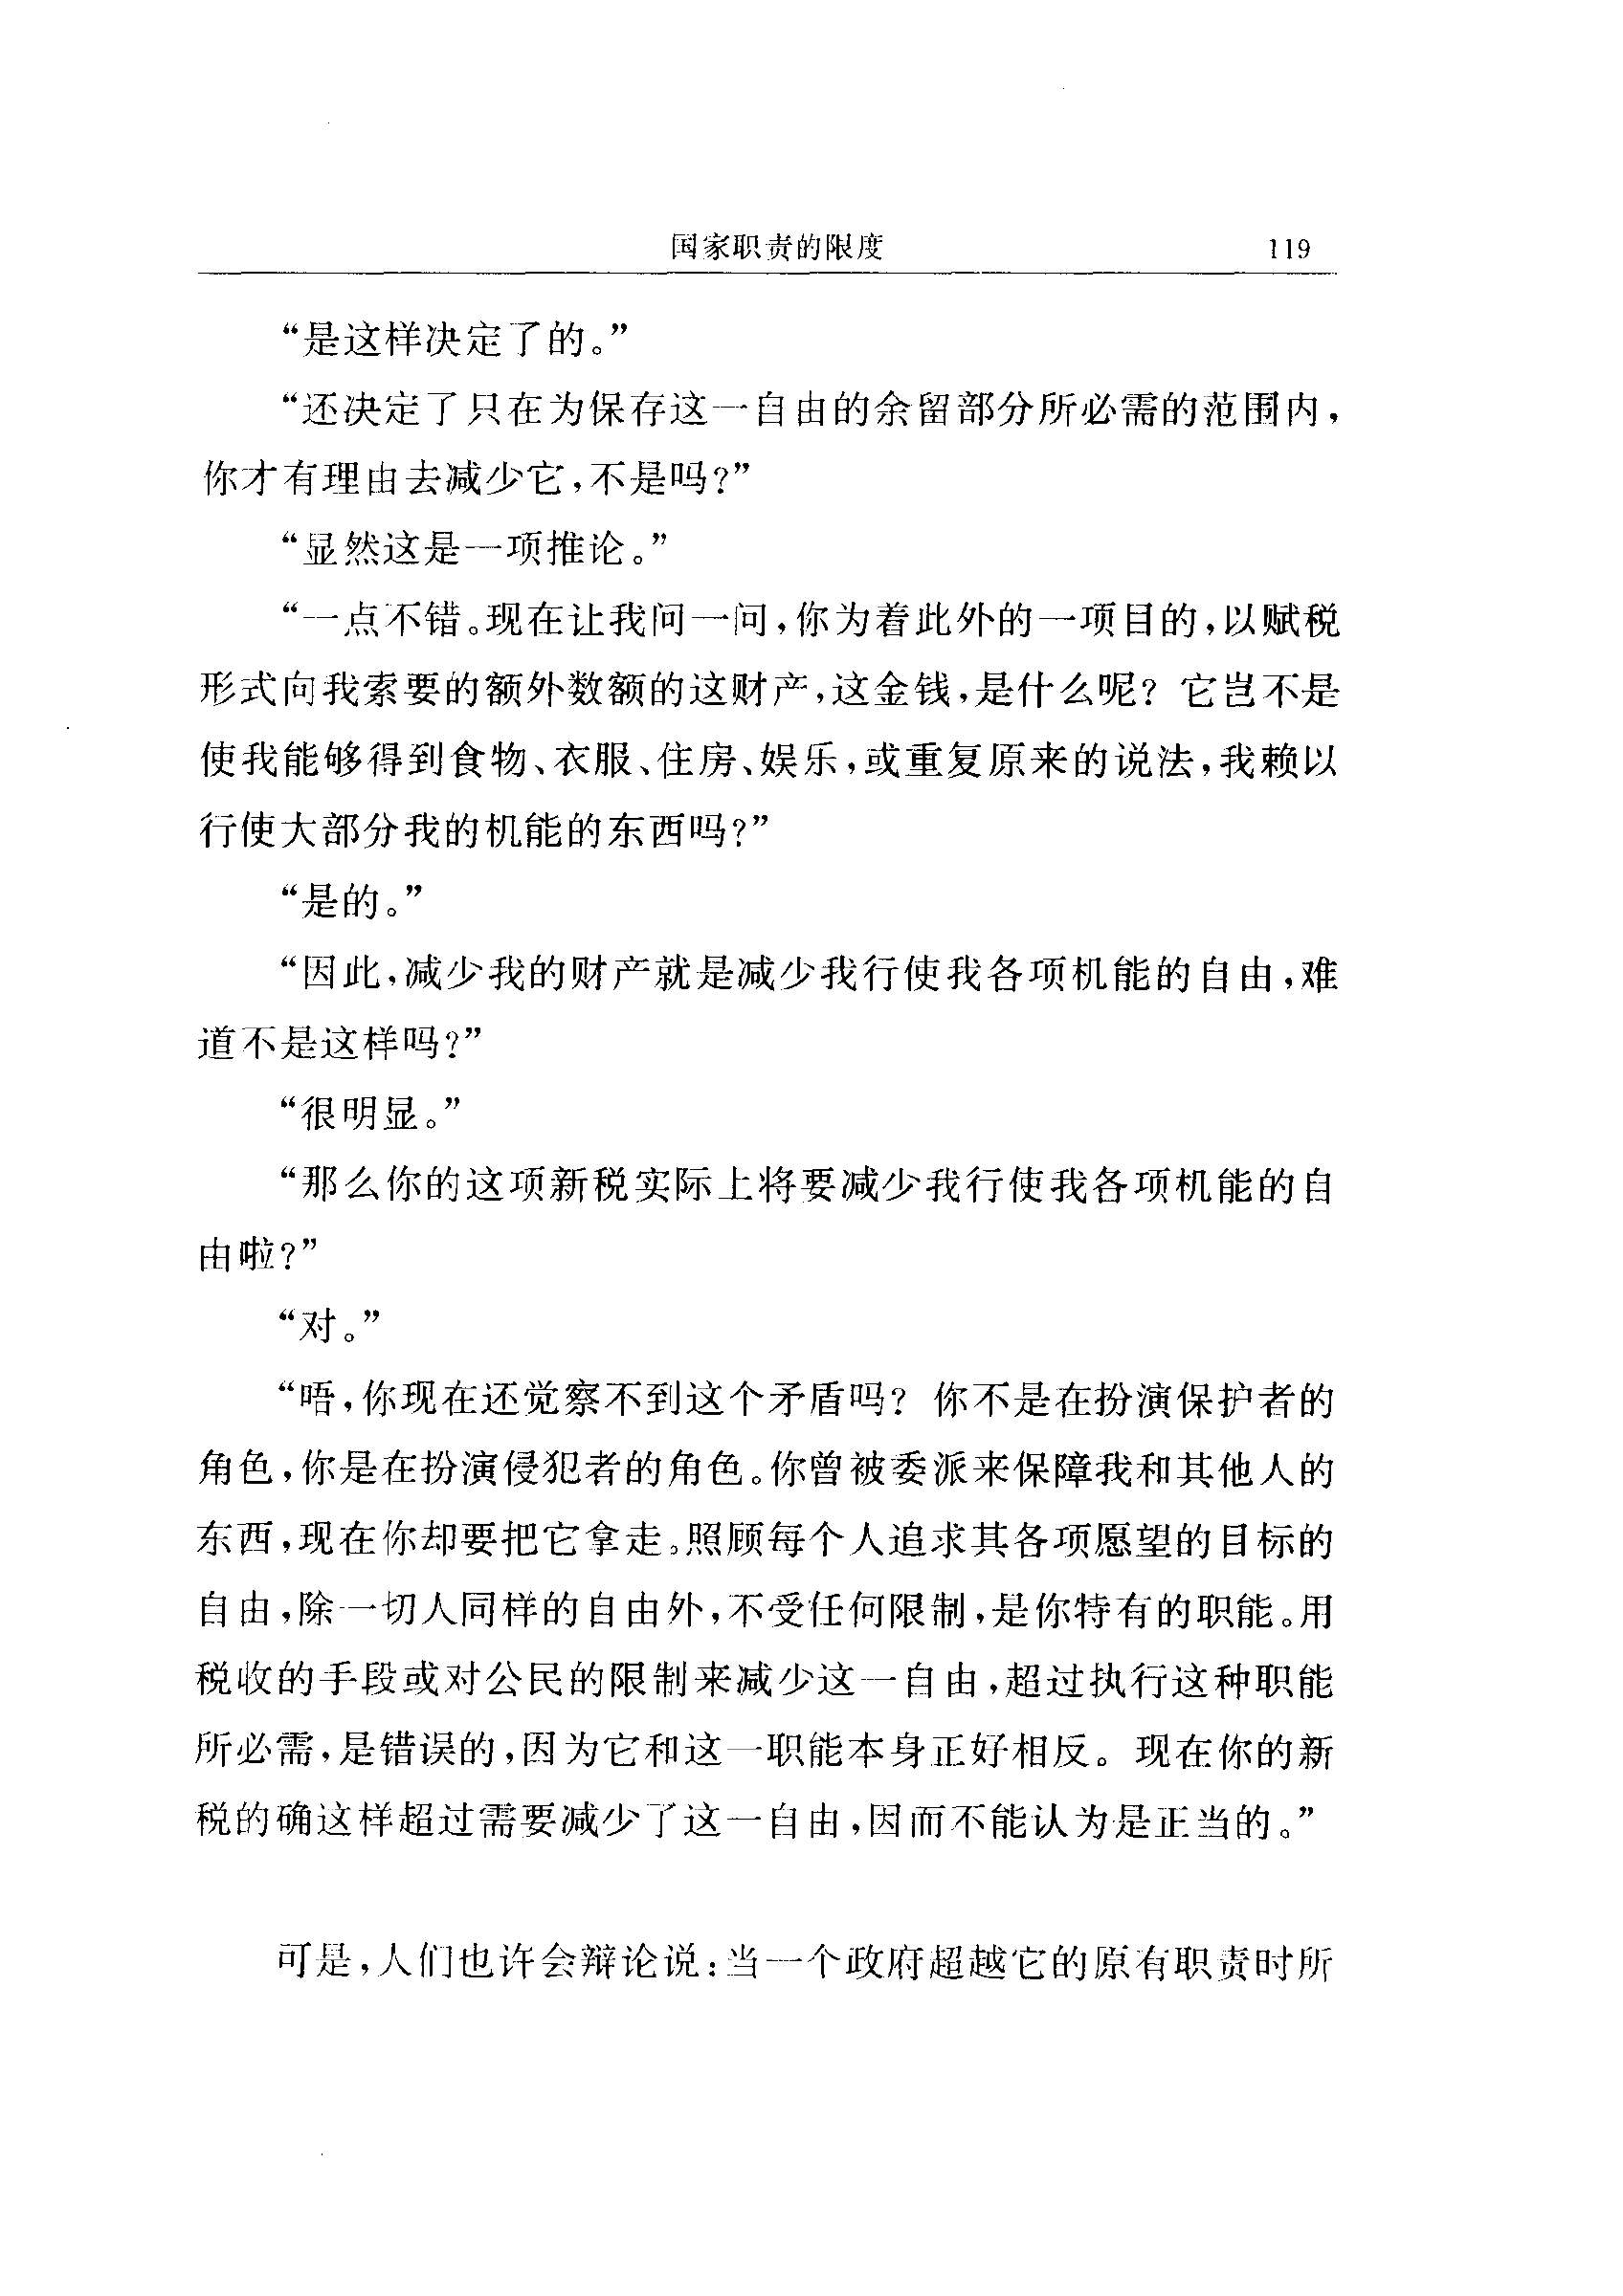 国家职责的限度 119
“是这样决定了的。”
“还决定了只在为保存这一自由的余留部分所必需的范围内，
你才有理由去减少它，不是吗？”
“显然这是一项推论。”
“一点不错。现在让我问一问，你为着此外的一项目的，以赋税
形式向我索要的额外数额的这财产，这金钱，是什么呢？它岂不是
使我能够得到食物、衣服、住房、娱乐，或重复原来的说法，我赖以
行使大部分我的机能的东西吗？”
“是的。”
“因此，减少我的财产就是减少我行使我各项机能的自由，难
道不是这样吗？”
“很明显。”
“那么你的这项新税实际上将要减少我行使我各项机能的自
由啦？”
“对。”
“唔，你现在还觉察不到这个矛盾吗？你不是在扮演保护者的
角色，你是在扮演侵犯者的角色。你曾被委派来保障我和其他人的
东西，现在你却要把它拿走。照顾每个人追求其各项愿望的目标的
自由，除一切人同样的自由外，不受任何限制，是你特有的职能。用
税收的手段或对公民的限制来减少这一自由，超过执行这种职能
所必需，是错误的，因为它和这一职能本身正好相反。现在你的新
税的确这样超过需要减少了这一自由，因而不能认为是正当的。”
可是，人们也许会辩论说：当一个政府超越它的原有职责时所